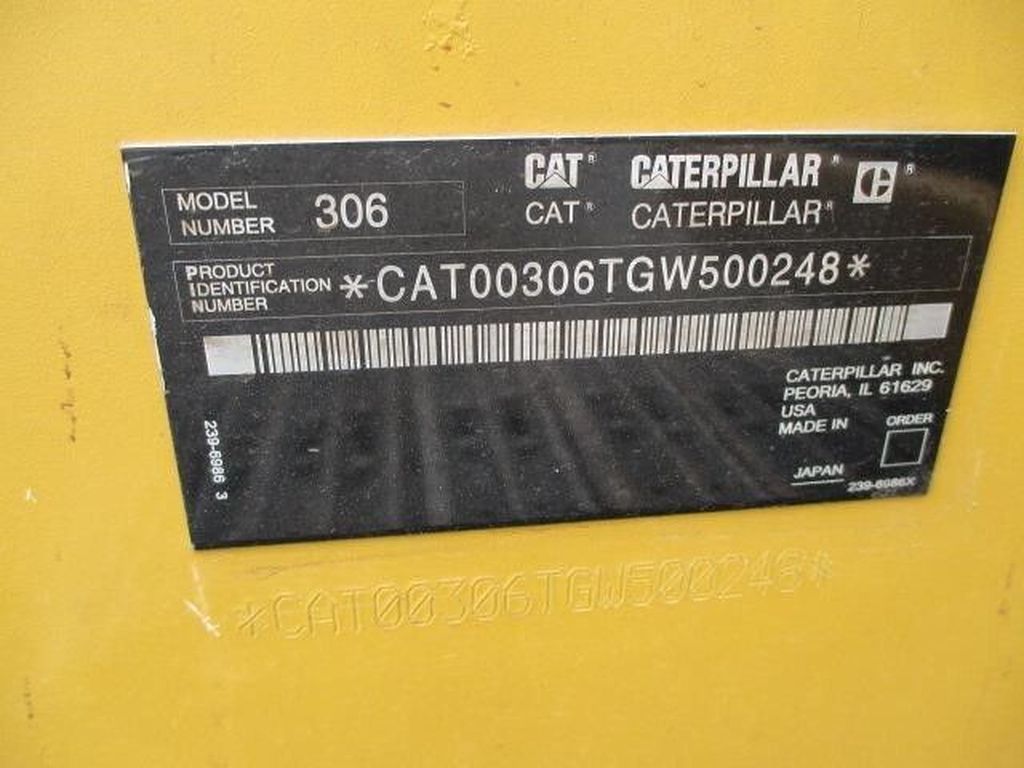 CAT® CATERPILLAR® C®
CAT® CATERPILLAR®
MODEL
NUMBER 306
PRODUCT
IDENTIFICATION
NUMBER
*CAT00306TGW500248*
CATERPILLAR INC.
PEORIA, IL 61629
USA
MADE IN
ORDER
JAPAN
239-6986X
239-6986 3
*CAT00306TGW500248*